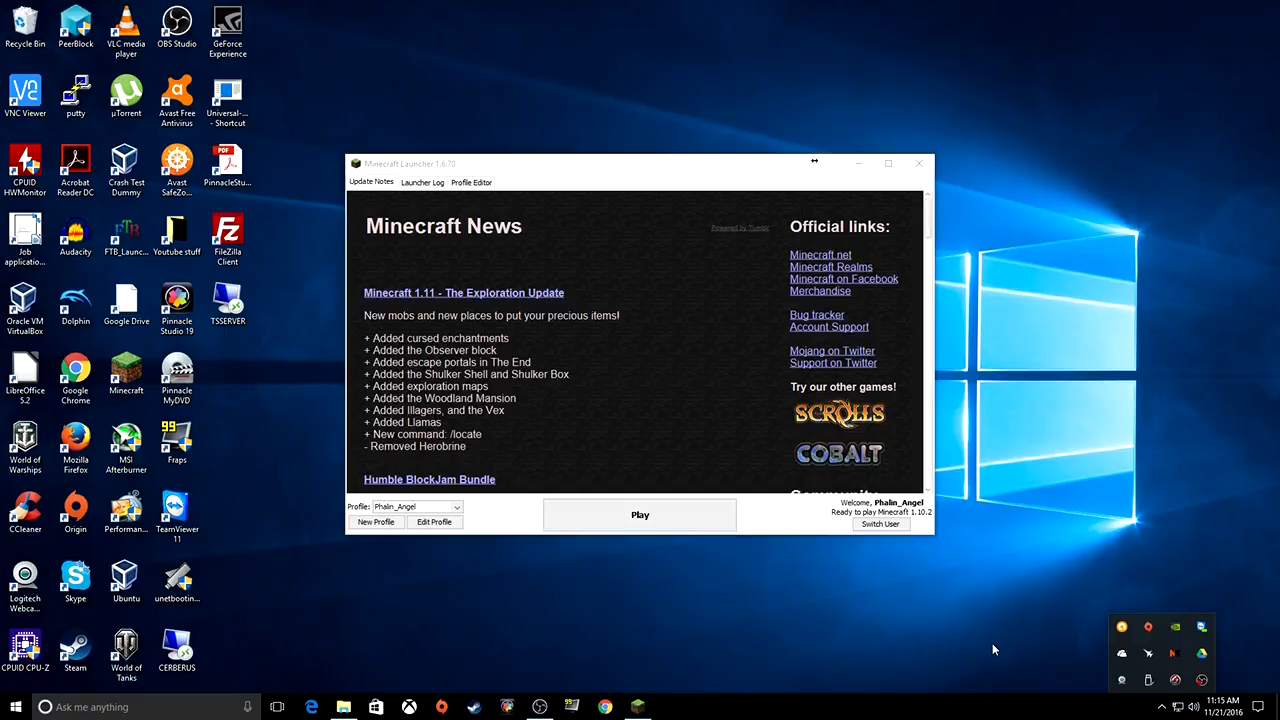 Recycle Bin
PeerBlock
VLC media
player
OBS Studio
GeForce
Experience
VNC Viewer
putty
µTorrent
Avast Free
Antivirus
Universal-...
- Shortcut
CPUID
HWMonitor
Acrobat
Reader DC
Crash Test
Dummy
Avast
SafeZo...
PDF
PinnacleStu...
Job
applicatio...
Audacity
FTB
FTB_Launc...
Youtube stuff
FileZilla
Client
Oracle VM
VirtualBox
Dolphin
Google Drive
Pinnacle
Studio 19
TSSERVER
LibreOffice
5.2
Google
Chrome
Minecraft
Pinnacle
MyDVD
World of
Warships
Mozilla
Firefox
MSI
Afterburner
99
Fraps
CCleaner
Origin
Performan...
TeamViewer
11
Logitech
Webca...
Skype
Ubuntu
unetbootin...
CPUID CPU-Z
Steam
World of
Tanks
CERBERUS
Minecraft Launcher 1.6.70
Update Notes Launcher Log Profile Editor
Minecraft News
Powered by Tumblr
Minecraft 1.11 - The Exploration Update
New mobs and new places to put your precious items!
+ Added cursed enchantments
+ Added the Observer block
+ Added escape portals in The End
+ Added the Shulker Shell and Shulker Box
+ Added exploration maps
+ Added the Woodland Mansion
+ Added Illagers, and the Vex
+ Added Llamas
+ New command: /locate
- Removed Herobrine
Humble BlockJam Bundle
Official links:
Minecraft.net
Minecraft Realms
Minecraft on Facebook
Merchandise
Bug tracker
Account Support
Mojang on Twitter
Support on Twitter
Try our other games!
SCROLLS
COBALT
Profile: Phalin_Angel
New Profile Edit Profile
Play
Welcome, Phalin_Angel
Ready to play Minecraft 1.10.2
Switch User
Ask me anything
99
11:15 AM
11/21/2016